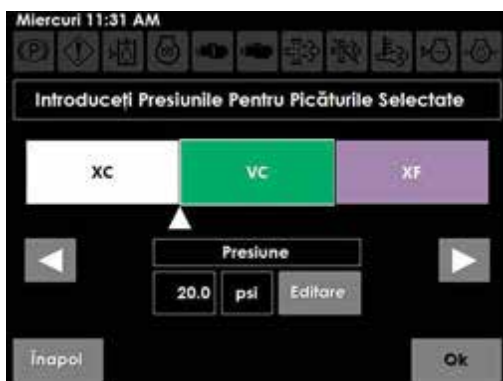 Miercuri 11:31 AM
Introduceți Presiunile Pentru Picăturile Selectate
XC VC XF
Presiune
20.0 psi Editare
Înapoi Ok